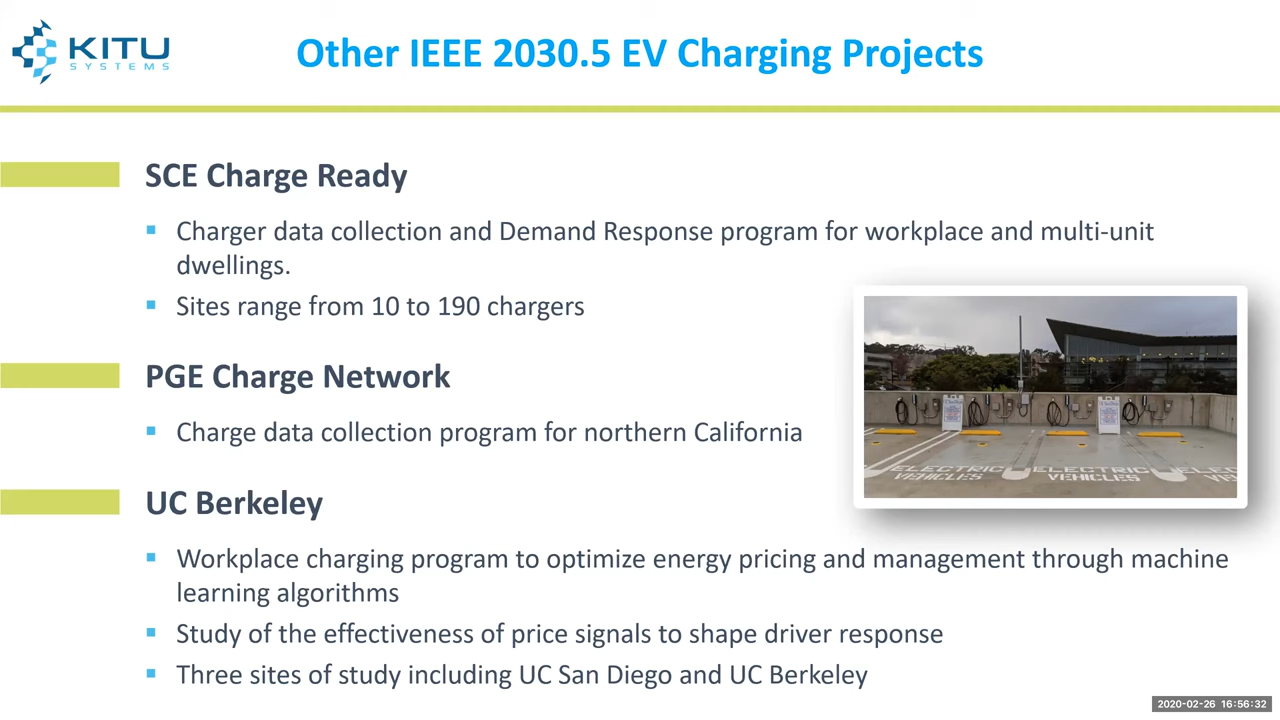 KITU
SYSTEMS
Other IEEE 2030.5 EV Charging Projects
SCE Charge Ready
▪ Charger data collection and Demand Response program for workplace and multi-unit
dwellings.
▪ Sites range from 10 to 190 chargers
PGE Charge Network
▪ Charge data collection program for northern California
ELECTRIC
VEHICLES
ELECTRIC
VEHICLES
UC Berkeley
▪ Workplace charging program to optimize energy pricing and management through machine
learning algorithms
▪ Study of the effectiveness of price signals to shape driver response
▪ Three sites of study including UC San Diego and UC Berkeley
2020-02-26 16:56:32